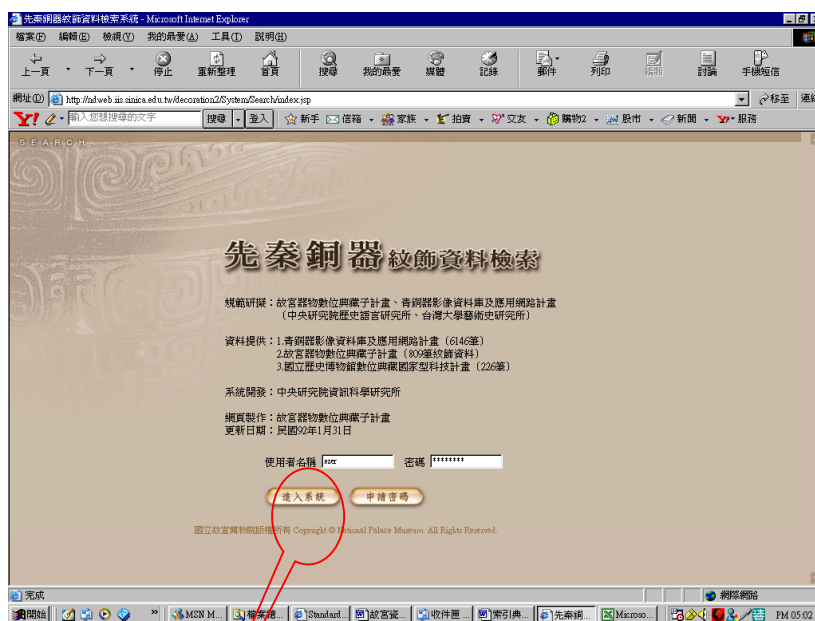 先秦銅器紋飾資料檢索系統 - Microsoft Internet Explorer
檔案(F) 編輯(E) 檢視(V) 我的最愛(A) 工具(T) 說明(H)
上一頁 下一頁 停止 重新整理 首頁 搜尋 我的最愛 媒體 記錄 郵件 列印 編輯 討論 手機短信
網址(D) http://ndweb.iis.sinica.edu.tw/decoration2/System/Search/index.jsp 移至 連結
Y! 輸入您想搜尋的文字 搜尋 登入 新手 信箱 家族 拍賣 交友 購物2 股市 新聞 服務
SEARCH
先秦銅器紋飾資料檢索
規範研擬：故宮器物數位典藏子計畫、青銅器影像資料庫及應用網路計畫
（中央研究院歷史語言研究所、台灣大學藝術史研究所）
資料提供：1.青銅器影像資料庫及應用網路計畫（6146筆）
2.故宮器物數位典藏子計畫（809筆紋飾資料）
3.國立歷史博物館數位典藏國家型科技計畫（226筆）
系統開發：中央研究院資訊科學研究所
網頁製作：故宮器物數位典藏子計畫
更新日期：民國92年1月31日
使用者名稱 user 密碼 ********
進入系統 申請密碼
國立故宮博物院版權所有 Copyright © National Palace Museum. All Rights Reserved.
完成 網際網路
開始 » MSN M... 檔案總... Standard... 故宮瓷... 收件匣 ... 索引典... 先秦銅... Microso... PM 05:02